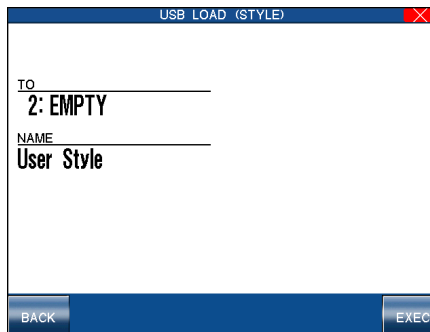 USB LOAD (STYLE)
TO
2: EMPTY
NAME
User Style
BACK
EXEC